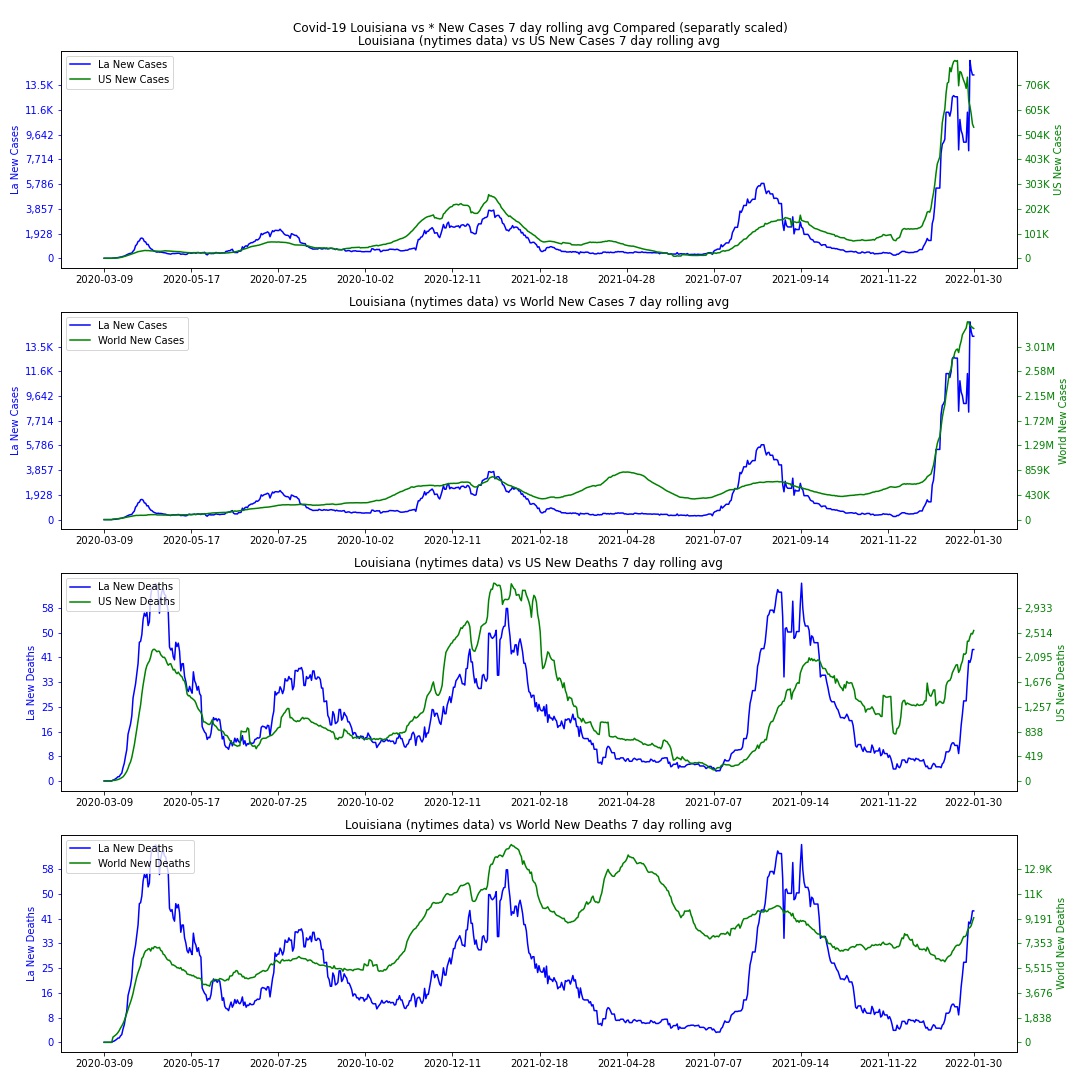 Covid-19 Louisiana vs * New Cases 7 day rolling avg Compared (separatly scaled)
Louisiana (nytimes data) vs US New Cases 7 day rolling avg
La New Cases
US New Cases
13.5K
11.6K
9,642
7,714
5,786
3,857
1,928
0
La New Cases
706K
605K
504K
403K
303K
202K
101K
0
US New Cases
2020-03-09 2020-05-17 2020-07-25 2020-10-02 2020-12-11 2021-02-18 2021-04-28 2021-07-07 2021-09-14 2021-11-22 2022-01-30
Louisiana (nytimes data) vs World New Cases 7 day rolling avg
La New Cases
World New Cases
13.5K
11.6K
9,642
7,714
5,786
3,857
1,928
0
La New Cases
3.01M
2.58M
2.15M
1.72M
1.29M
859K
430K
0
World New Cases
2020-03-09 2020-05-17 2020-07-25 2020-10-02 2020-12-11 2021-02-18 2021-04-28 2021-07-07 2021-09-14 2021-11-22 2022-01-30
Louisiana (nytimes data) vs US New Deaths 7 day rolling avg
La New Deaths
US New Deaths
58
50
41
33
25
16
8
0
La New Deaths
2,933
2,514
2,095
1,676
1,257
838
419
0
US New Deaths
2020-03-09 2020-05-17 2020-07-25 2020-10-02 2020-12-11 2021-02-18 2021-04-28 2021-07-07 2021-09-14 2021-11-22 2022-01-30
Louisiana (nytimes data) vs World New Deaths 7 day rolling avg
La New Deaths
World New Deaths
58
50
41
33
25
16
8
0
La New Deaths
12.9K
11K
9,191
7,353
5,515
3,676
1,838
0
World New Deaths
2020-03-09 2020-05-17 2020-07-25 2020-10-02 2020-12-11 2021-02-18 2021-04-28 2021-07-07 2021-09-14 2021-11-22 2022-01-30